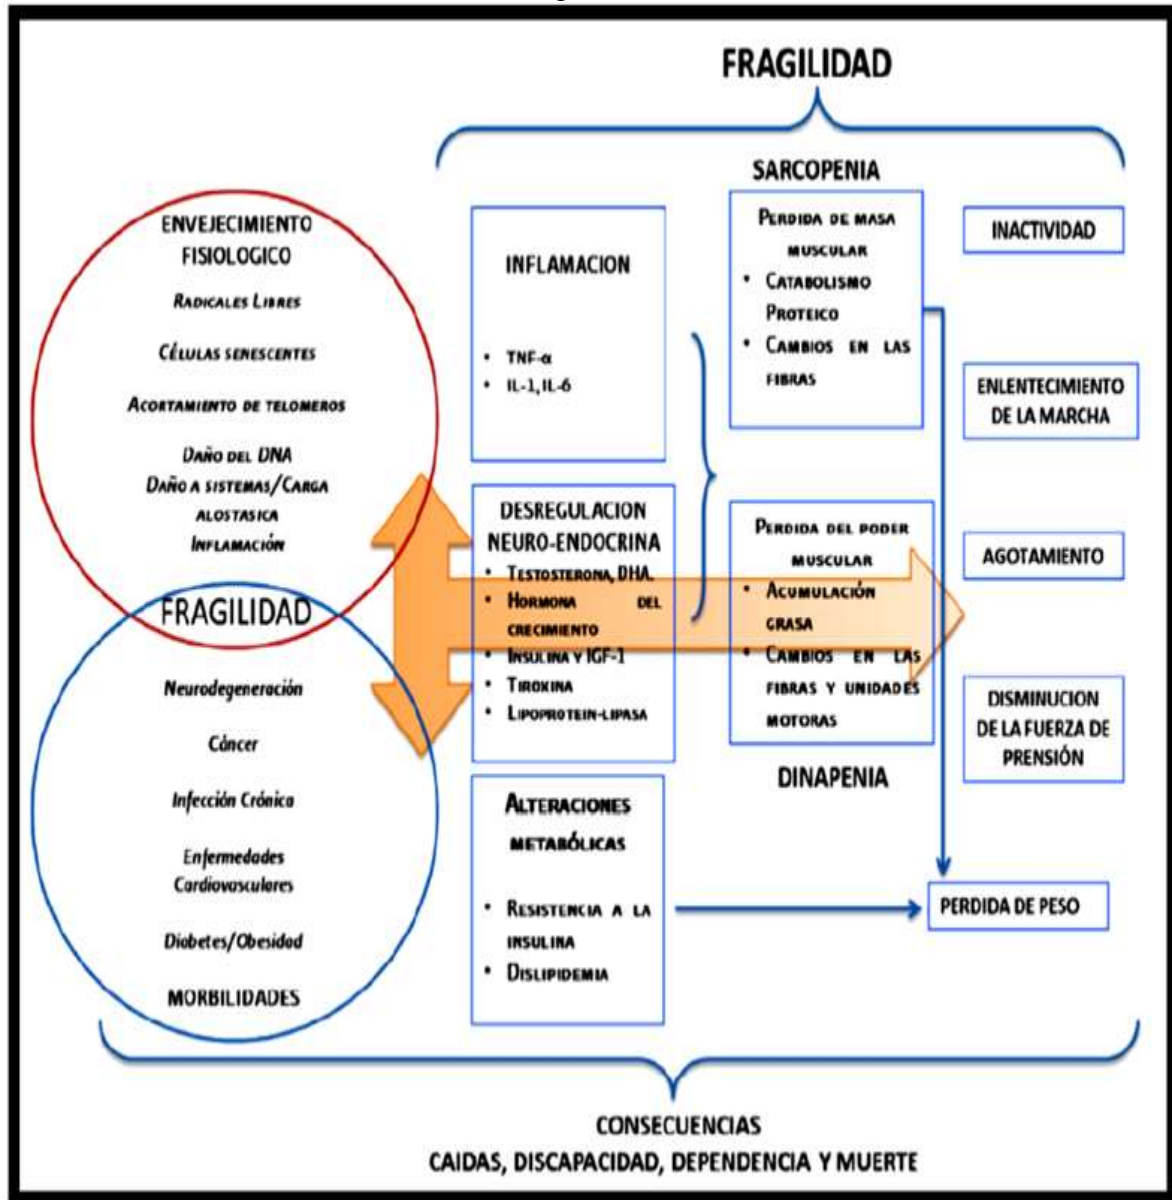 FRAGILIDAD
ENVEJECIMIENTO
FISIOLOGICO
RADICALES LIBRES
CÉLULAS SENESCENTES
ACORTAMIENTO DE TELOMEROS
DAÑO DEL DNA
DAÑO A SISTEMAS/CARGA
ALOSTASICA
INFLAMACIÓN
FRAGILIDAD
Neurodegeneración
Cáncer
Infección Crónica
Enfermedades
Cardiovasculares
Diabetes/Obesidad
MORBILIDADES
INFLAMACION
• TNF-α
• IL-1, IL-6
DESREGULACION
NEURO-ENDOCRINA
• TESTOSTERONA, DHA.
• HORMONA DEL
CRECIMIENTO
• INSULINA Y IGF-1
• TIROXINA
• LIPOPROTEIN-LIPASA
ALTERACIONES
METABÓLICAS
• RESISTENCIA A LA
INSULINA
• DISLIPIDEMIA
SARCOPENIA
PERDIDA DE MASA
MUSCULAR
• CATABOLISMO
PROTEICO
• CAMBIOS EN LAS
FIBRAS
PERDIDA DEL PODER
MUSCULAR
• ACUMULACIÓN
GRASA
• CAMBIOS EN LAS
FIBRAS Y UNIDADES
MOTORAS
DINAPENIA
INACTIVIDAD
ENLENTECIMIENTO
DE LA MARCHA
AGOTAMIENTO
DISMINUCION
DE LA FUERZA DE
PRENSIÓN
PERDIDA DE PESO
CONSECUENCIAS
CAIDAS, DISCAPACIDAD, DEPENDENCIA Y MUERTE